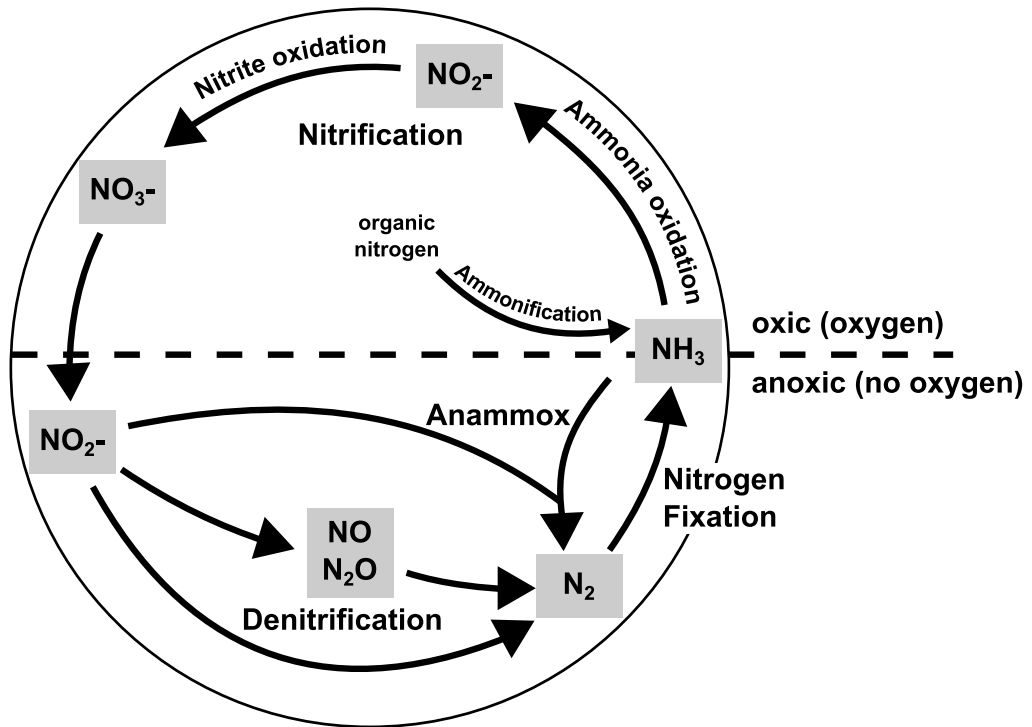 Nitrite oxidation
NO₂-
Ammonia oxidation
Nitrification
NO₃-
organic
nitrogen
Ammonification
oxic (oxygen)
NH₃
anoxic (no oxygen)
Anammox
NO₂-
Nitrogen
Fixation
NO
N₂O
N₂
Denitrification